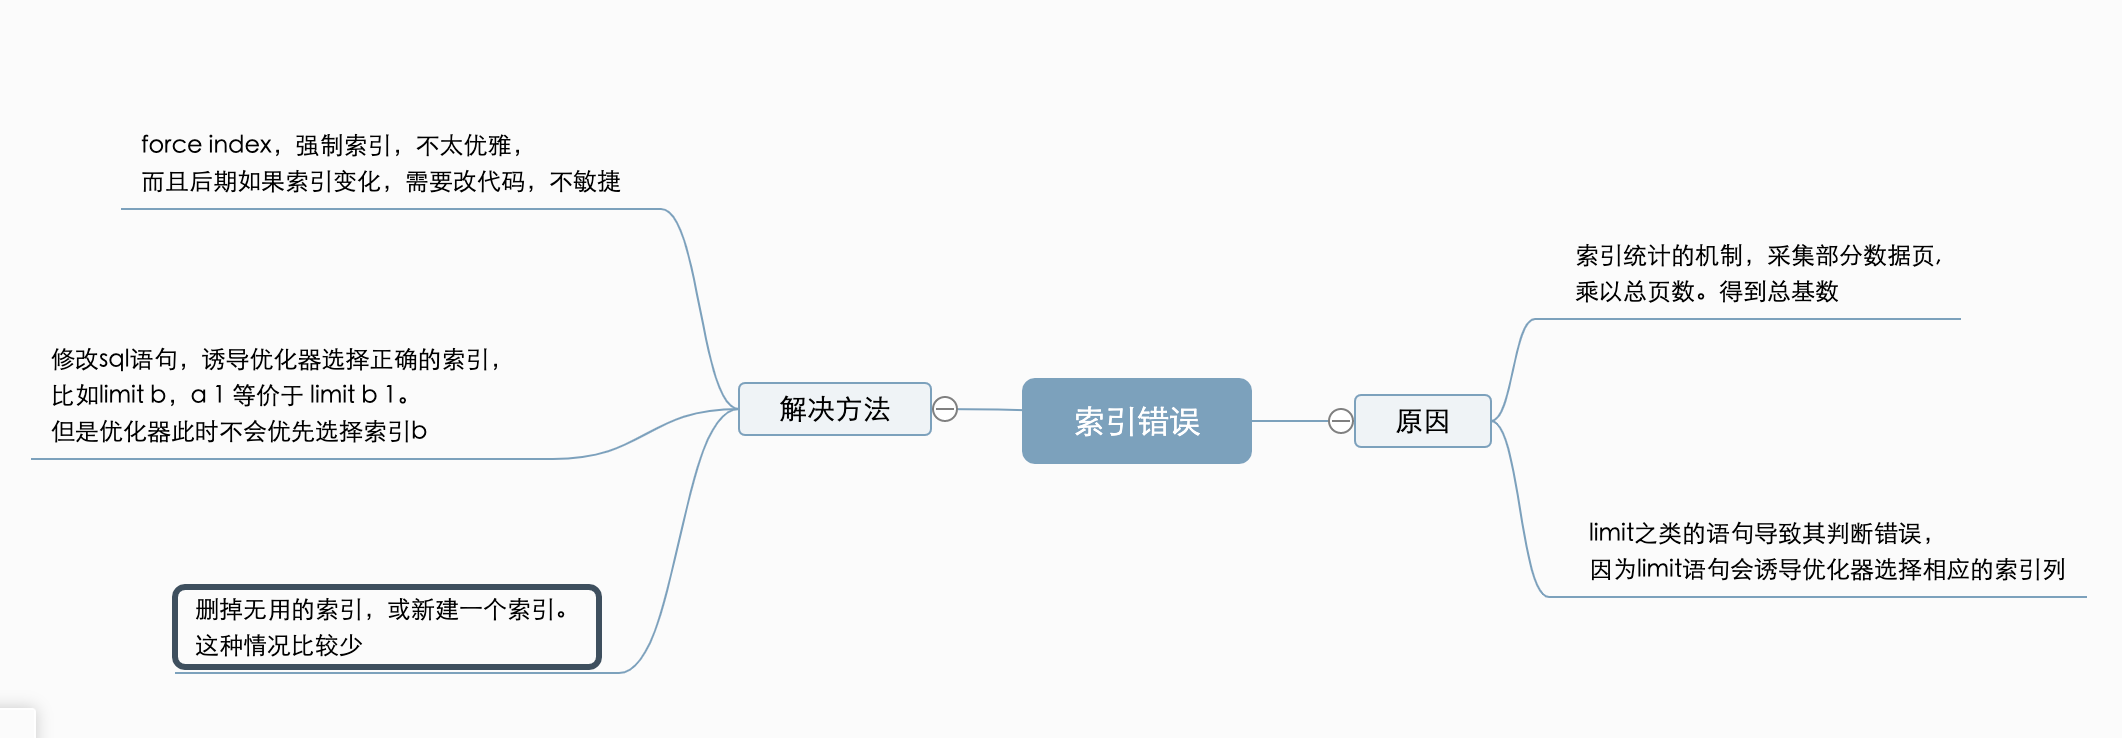 force index，强制索引，不太优雅，
而且后期如果索引变化，需要改代码，不敏捷
修改sql语句，诱导优化器选择正确的索引，
比如limit b，a 1 等价于 limit b 1。
但是优化器此时不会优先选择索引b
删掉无用的索引，或新建一个索引。
这种情况比较少
解决方法
索引错误
原因
索引统计的机制，采集部分数据页,
乘以总页数。得到总基数
limit之类的语句导致其判断错误，
因为limit语句会诱导优化器选择相应的索引列